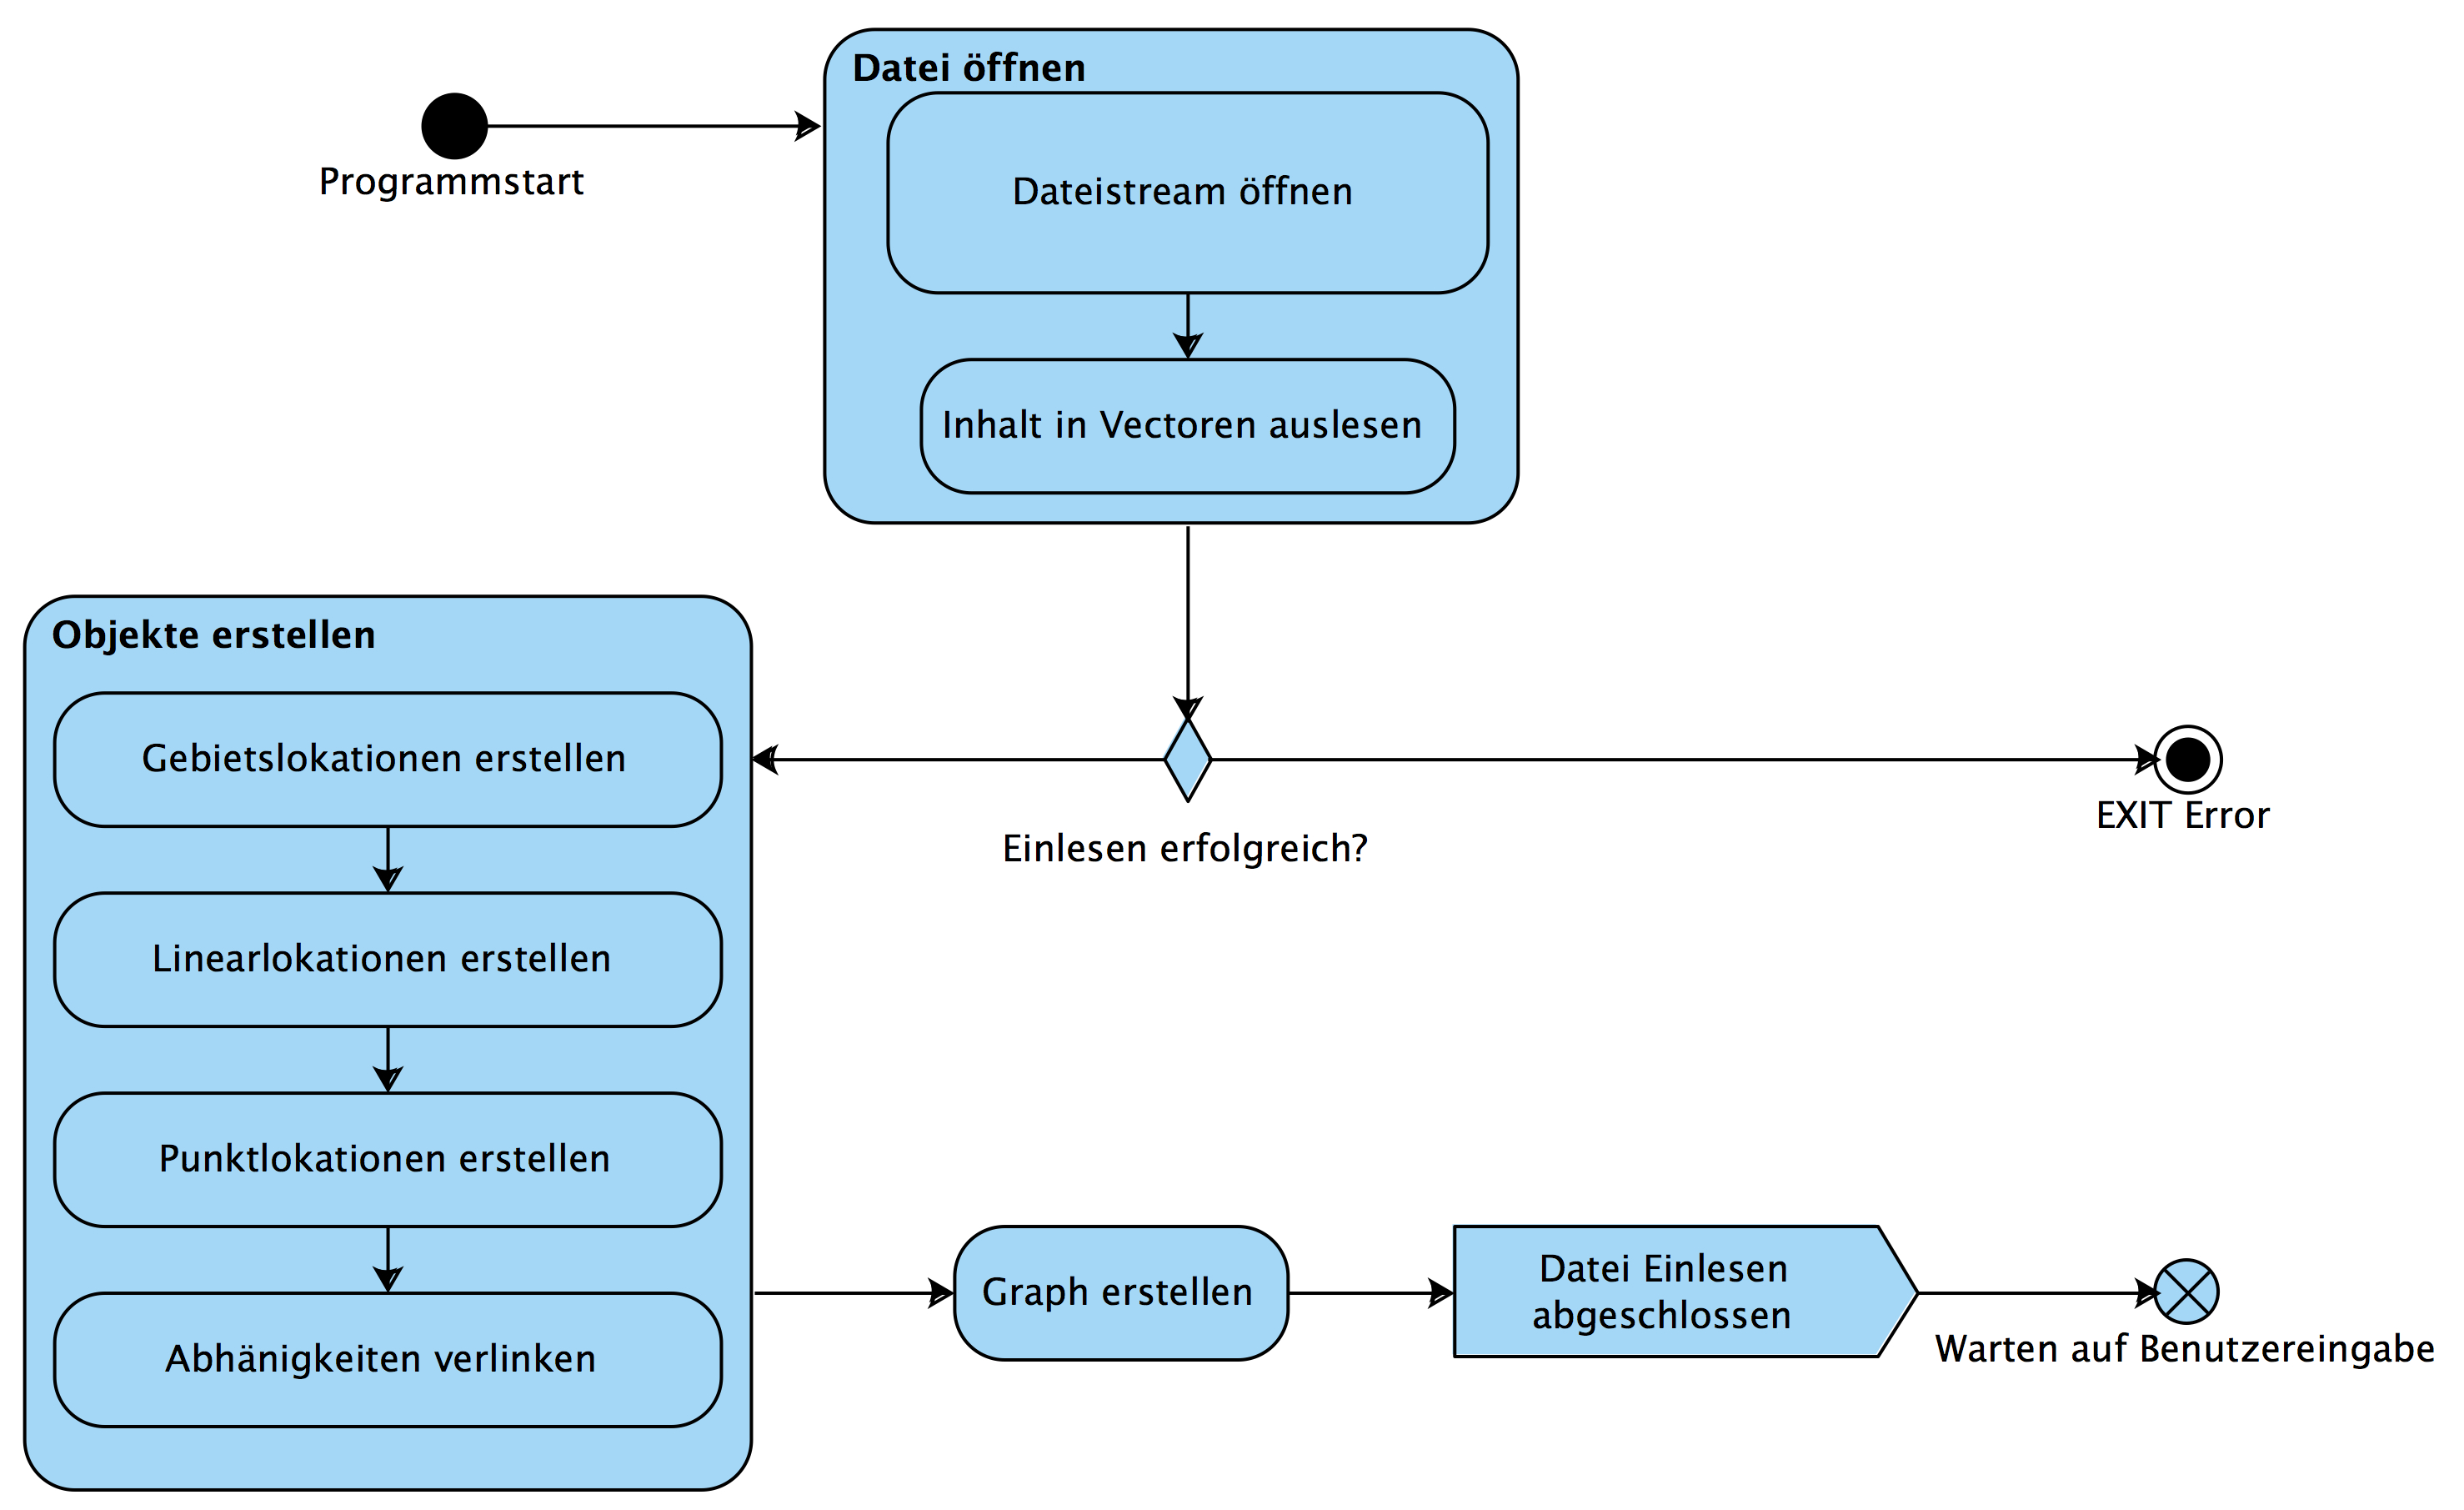 Datei öffnen
Programmstart
Dateistream öffnen
Inhalt in Vectoren auslesen
Objekte erstellen
Gebietslokationen erstellen
Einlesen erfolgreich?
EXIT Error
Linearlokationen erstellen
Punktlokationen erstellen
Abhänigkeiten verlinken
Graph erstellen
Datei Einlesen
abgeschlossen
Warten auf Benutzereingabe